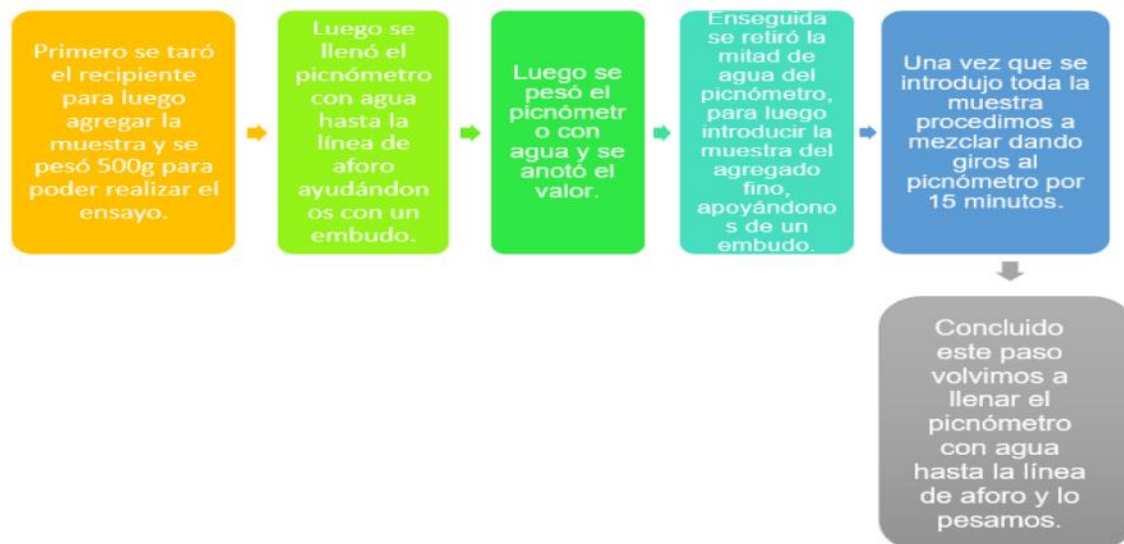 Primero se taró
el recipiente
para luego
agregar la
muestra y se
pesó 500g para
poder realizar el
ensayo.
Luego se
llenó el
picnómetro
con agua
hasta la
línea de
aforo
ayudándon
os con un
embudo.
Luego se
pesó el
picnómetr
o con
agua y se
anotó el
valor.
Enseguida
se retiró la
mitad de
agua del
picnómetro,
para luego
introducir la
muestra del
agregado
fino,
apoyándono
s de un
embudo.
Una vez que se
introdujo toda la
muestra
procedimos a
mezclar dando
giros al
picnómetro por
15 minutos.
Concluido
este paso
volvimos a
llenar el
picnómetro
con agua
hasta la línea
de aforo y lo
pesamos.